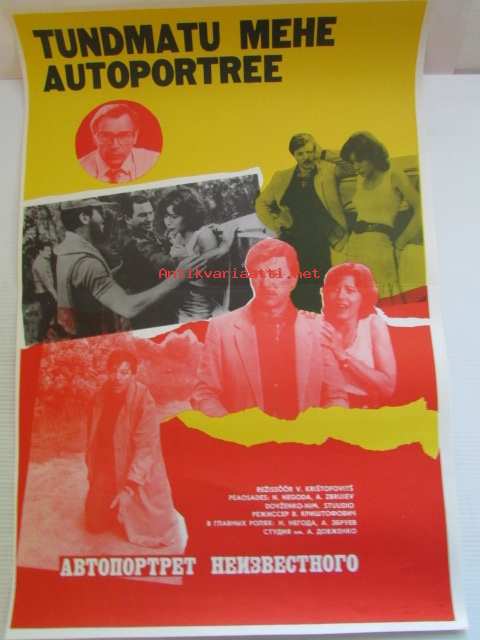 TUNDMATU MEHE
AUTOPORTREE
Antikvariaatti.net
REŽISSÖÖR V. KRIŠTOFOVITŠ
PEAOSADES: N. NEGODA, A. ZBRUJEV
DOVŽENKO-NIM. STUUDIO
РЕЖИССЕР В. КРИШТОФОВИЧ
В ГЛАВНЫХ РОЛЯХ: Н. НЕГОДА, А. ЗБРУЕВ
СТУДИЯ им. А. ДОВЖЕНКО
АВТОПОРТРЕТ НЕИЗВЕСТНОГО